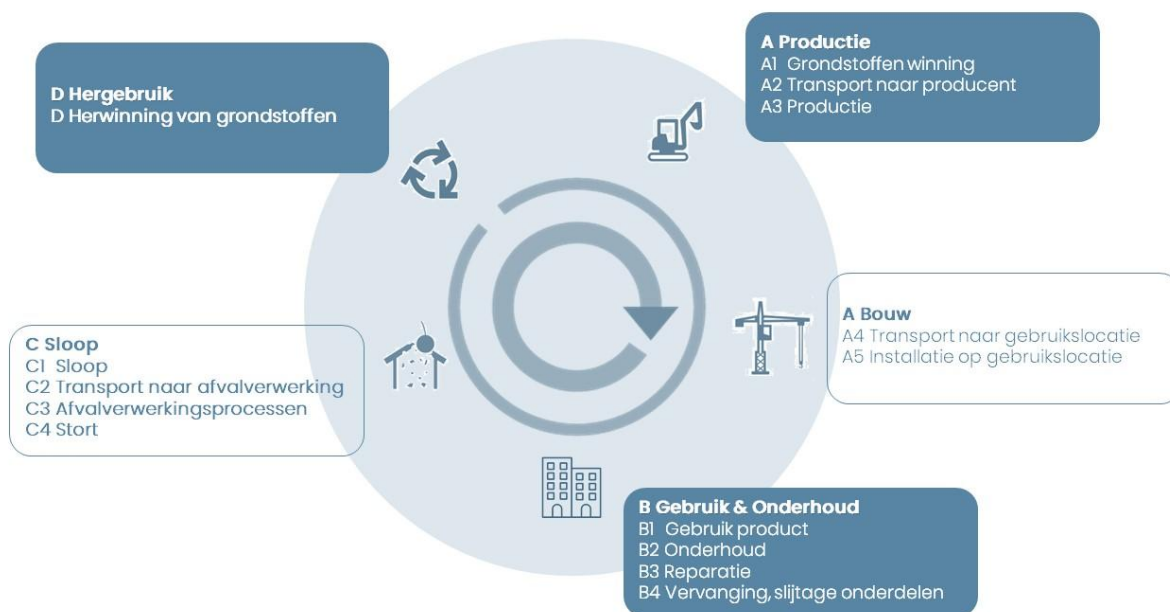 A Productie
A1 Grondstoffen winning
A2 Transport naar producent
A3 Productie
A Bouw
A4 Transport naar gebruikslocatie
A5 Installatie op gebruikslocatie
B Gebruik & Onderhoud
B1 Gebruik product
B2 Onderhoud
B3 Reparatie
B4 Vervanging, slijtage onderdelen
C Sloop
C1 Sloop
C2 Transport naar afvalverwerking
C3 Afvalverwerkingsprocessen
C4 Stort
D Hergebruik
D Herwinning van grondstoffen